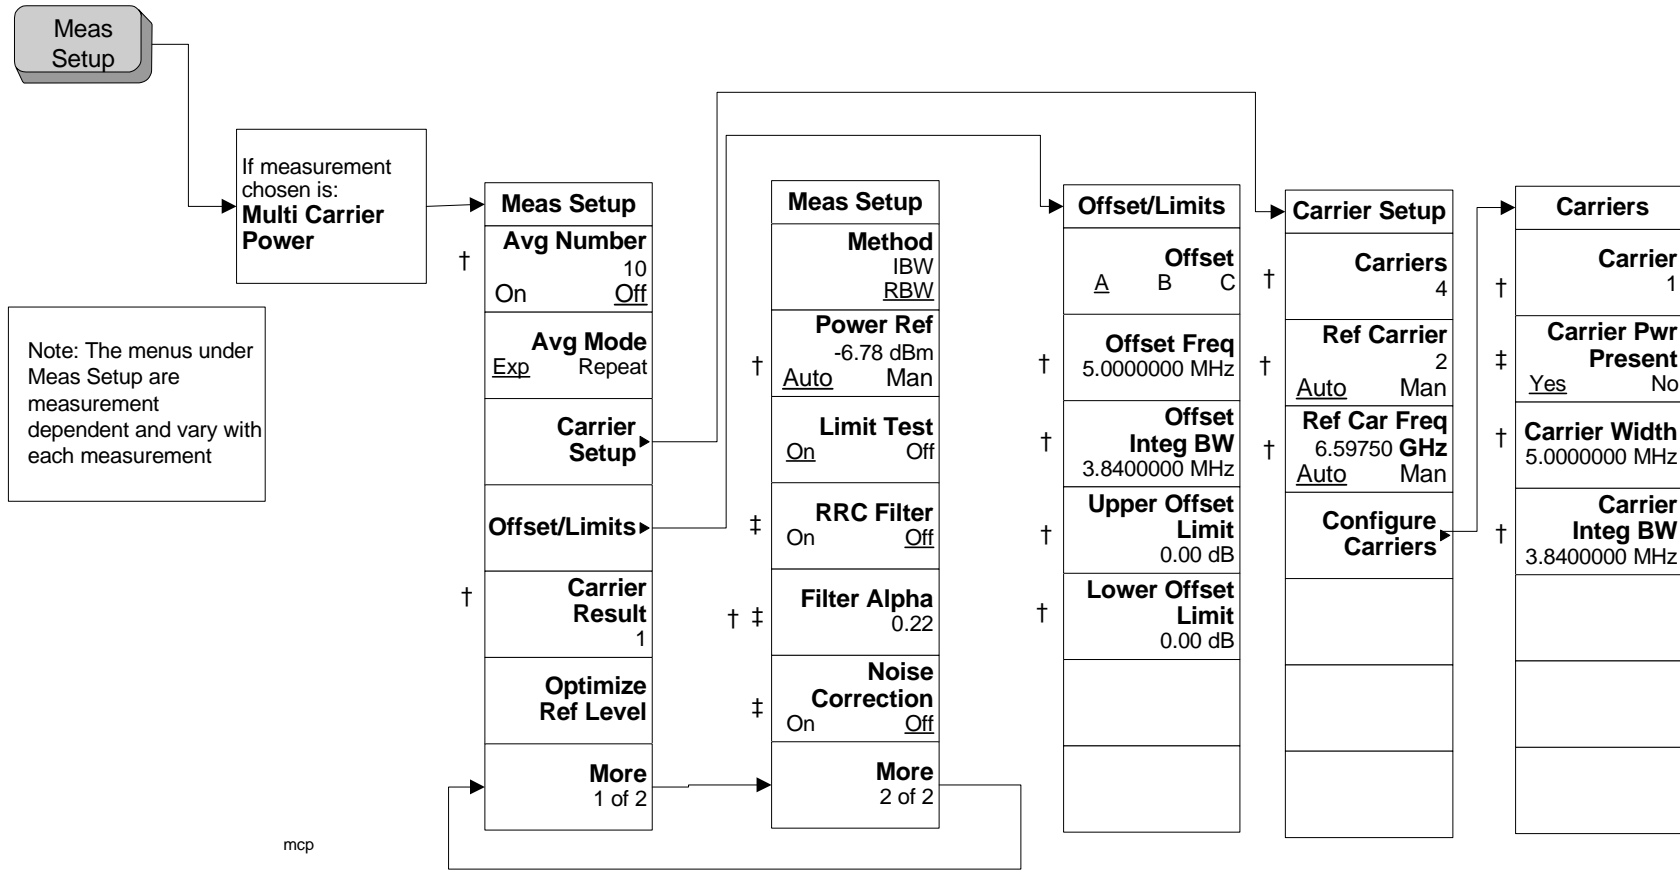 Meas
Setup
If measurement
chosen is:
Multi Carrier
Power
Note: The menus under
Meas Setup are
measurement
dependent and vary with
each measurement
mcp
Meas Setup
† Avg Number
10
On Off
Avg Mode
Exp Repeat
Carrier
Setup
Offset/Limits
† Carrier
Result
1
Optimize
Ref Level
More
1 of 2
Meas Setup
Method
IBW
RBW
Power Ref
† -6.78 dBm
Auto Man
Limit Test
On Off
‡ RRC Filter
On Off
† ‡ Filter Alpha
0.22
Noise
‡ Correction
On Off
More
2 of 2
Offset/Limits
Offset
A B C
† Offset Freq
5.0000000 MHz
Offset
† Integ BW
3.8400000 MHz
Upper Offset
† Limit
0.00 dB
Lower Offset
† Limit
0.00 dB
Carrier Setup
† Carriers
4
Ref Carrier
† 2
Auto Man
Ref Car Freq
† 6.59750 GHz
Auto Man
Configure
Carriers
Carriers
Carrier
† 1
Carrier Pwr
‡ Present
Yes No
† Carrier Width
5.0000000 MHz
Carrier
† Integ BW
3.8400000 MHz